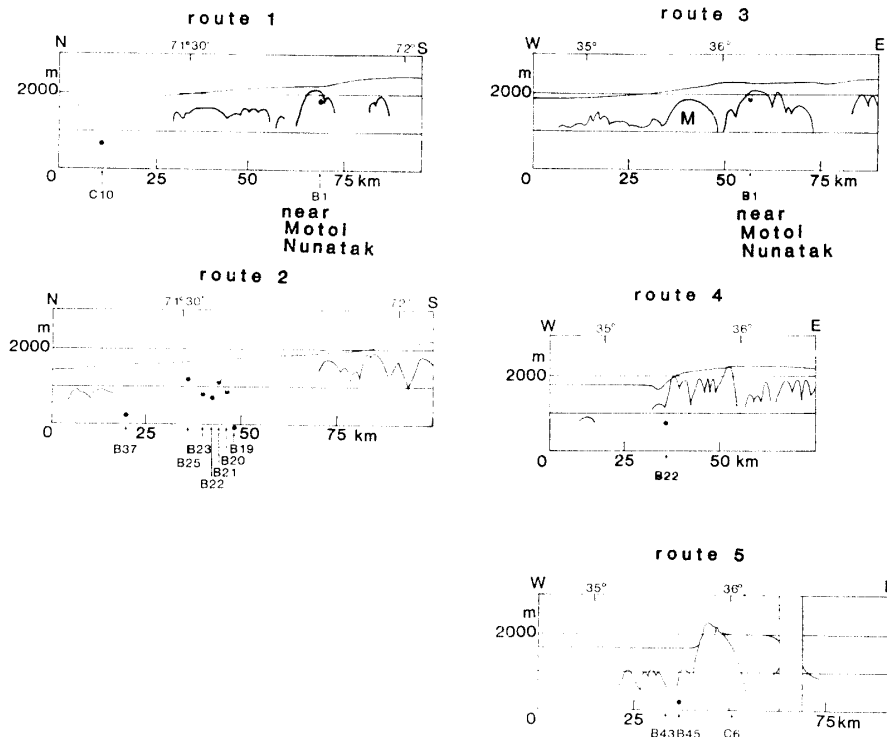 route 1
N 71°30' 72° S
m
2000
0 25 50 75 km
C10 B1
near
Motoi
Nunatak
route 2
N 71°30' 72° S
m
2000
0 25 50 75 km
B37 B23 B19
B25 B20
B21
B22
route 3
W 35° 36° E
m
2000
M
0 25 50 75 km
B1
near
Motoi
Nunatak
route 4
W 35° 36° E
m
2000
0 25 50 km
B22
route 5
W 35° 36°
m
2000
0 25 75 km
B43 B45 C6